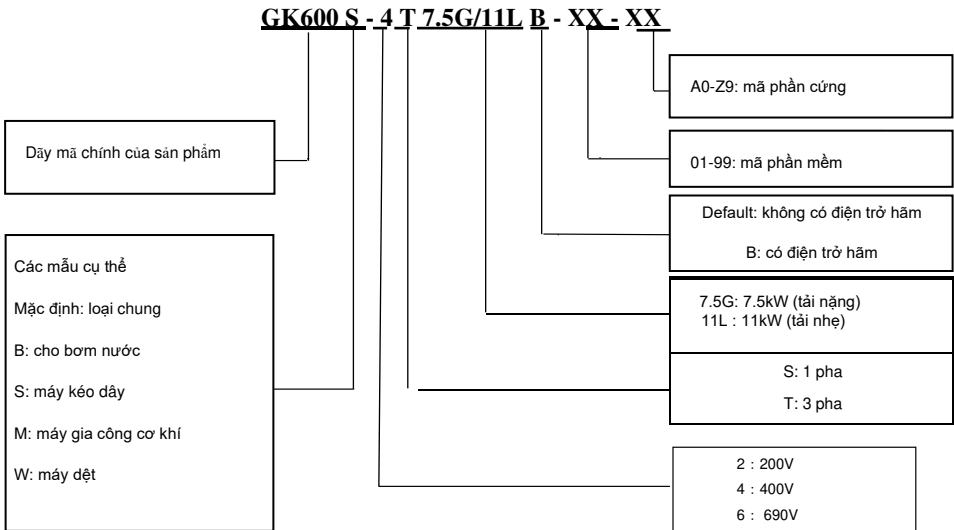 GK600 S - 4 T 7.5G/11L B - XX - XX
A0-Z9: mã phần cứng
Dãy mã chính của sản phẩm
01-99: mã phần mềm
Default: không có điện trở hãm
B: có điện trở hãm
Các mẫu cụ thể
Mặc định: loại chung
B: cho bơm nước
S: máy kéo dây
M: máy gia công cơ khí
W: máy dệt
7.5G: 7.5kW (tải nặng)
11L : 11kW (tải nhẹ)
S: 1 pha
T: 3 pha
2 : 200V
4 : 400V
6 : 690V